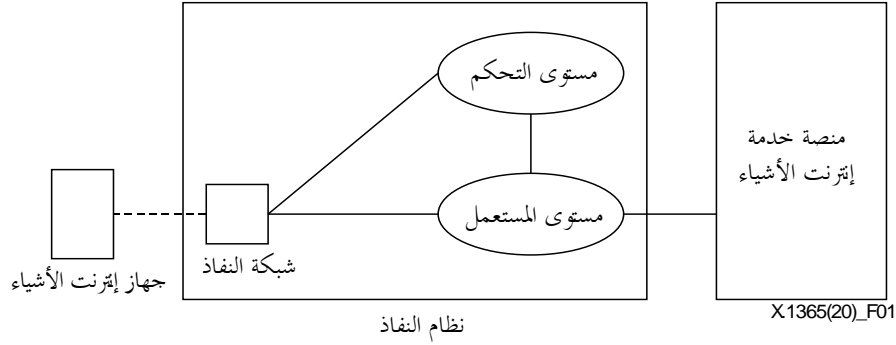 مستوى التحكم
منصة خدمة
إنترنت الأشياء
مستوى المستعمل
شبكة النفاذ
جهاز إنترنت الأشياء
نظام النفاذ
X.1365(20)_F01